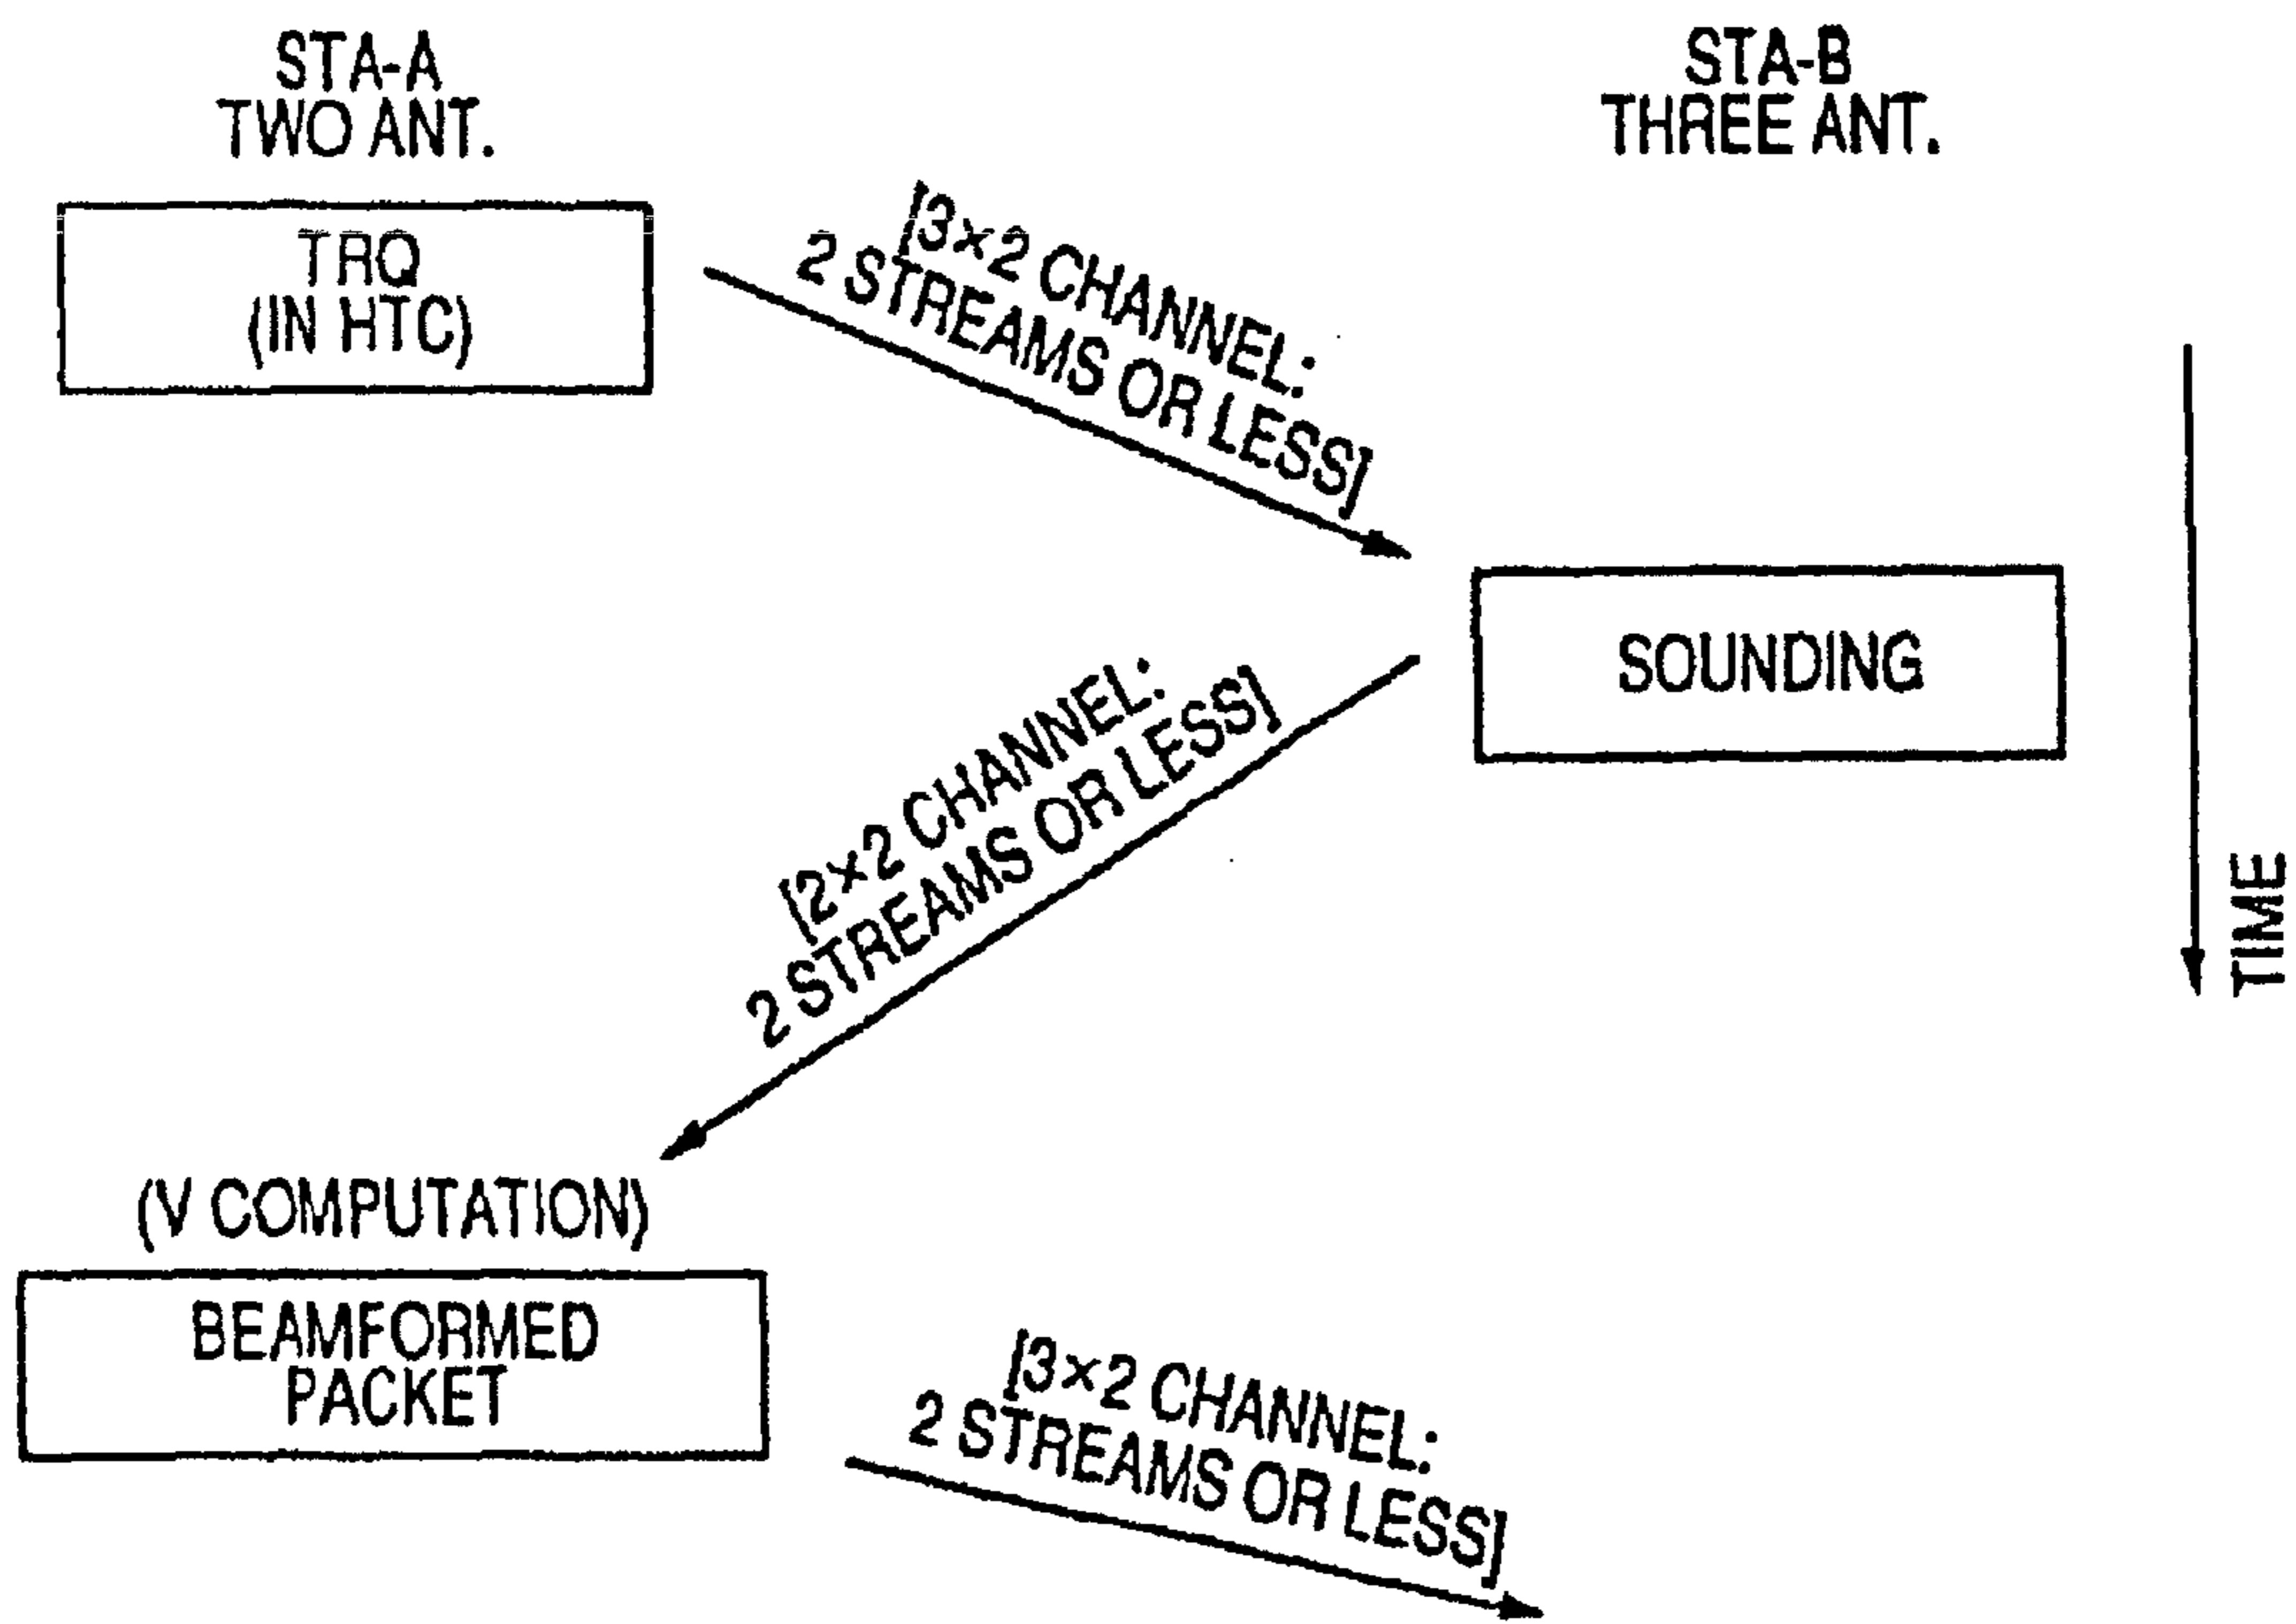 STA-A
TWO ANT.
STA-B
THREE ANT.
TRQ
(IN HTC)
[3×2 CHANNEL:
2 STREAMS OR LESS]
SOUNDING
[2×2 CHANNEL:
2 STREAMS OR LESS]
TIME
(V COMPUTATION)
BEAMFORMED
PACKET
[3×2 CHANNEL:
2 STREAMS OR LESS]